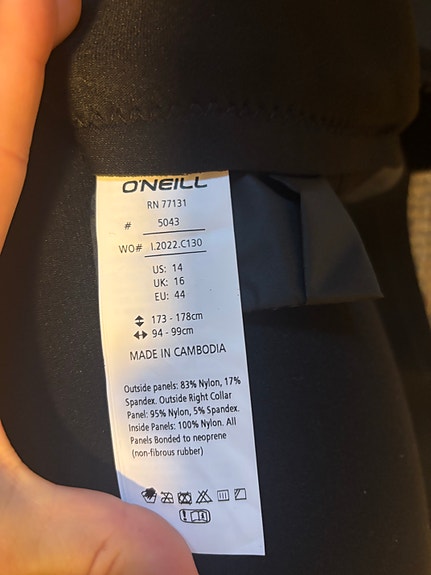 O'NEILL
RN 77131
# 5043
WO# I.2022.C130
US: 14
UK: 16
EU: 44
173 - 178cm
94 - 99cm
MADE IN CAMBODIA
Outside panels: 83% Nylon, 17%
Spandex. Outside Right Collar
Panel: 95% Nylon, 5% Spandex.
Inside Panels: 100% Nylon. All
Panels Bonded to neoprene
(non-fibrous rubber)